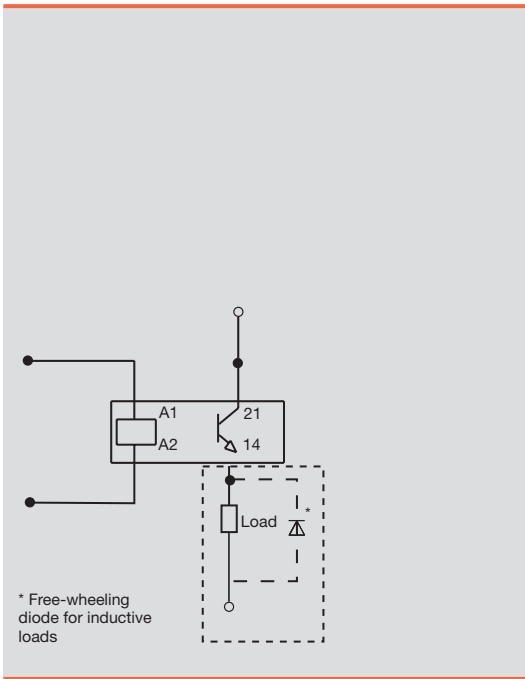 A1
21
A2
14
Load
*
* Free-wheeling
diode for inductive
loads